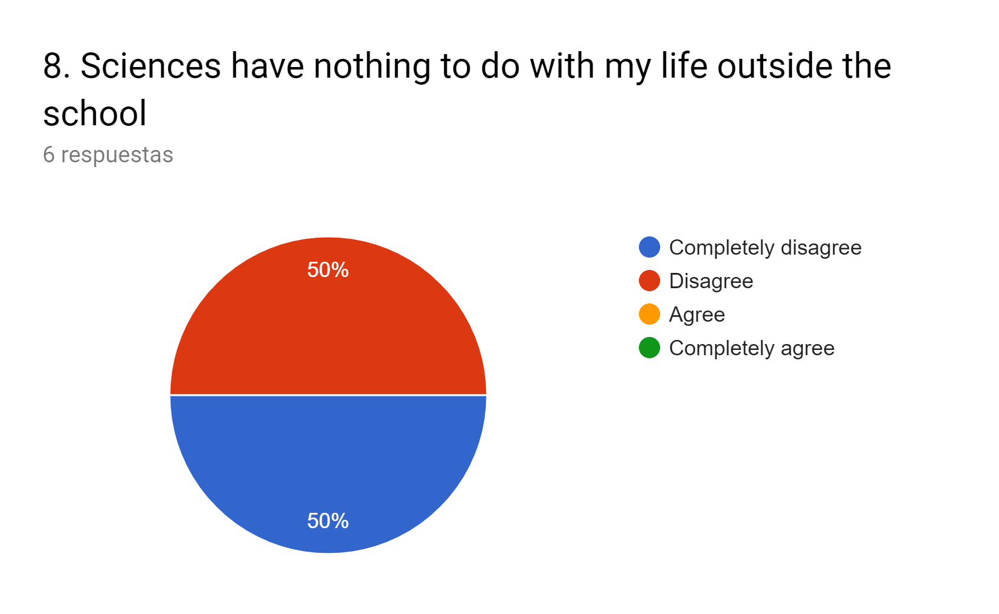 8. Sciences have nothing to do with my life outside the
school
6 respuestas
50%
50%
Completely disagree
Disagree
Agree
Completely agree